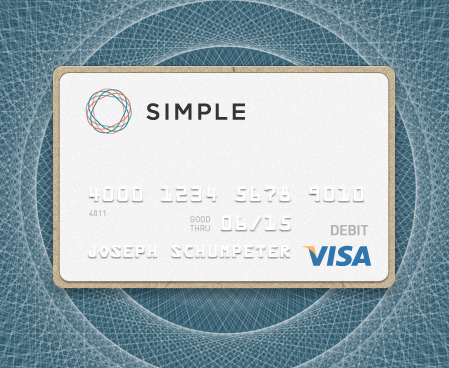 SIMPLE
4000 1234 5678 9010
4811
GOOD THRU 06/15
DEBIT
JOSEPH SCHUMPETER
VISA